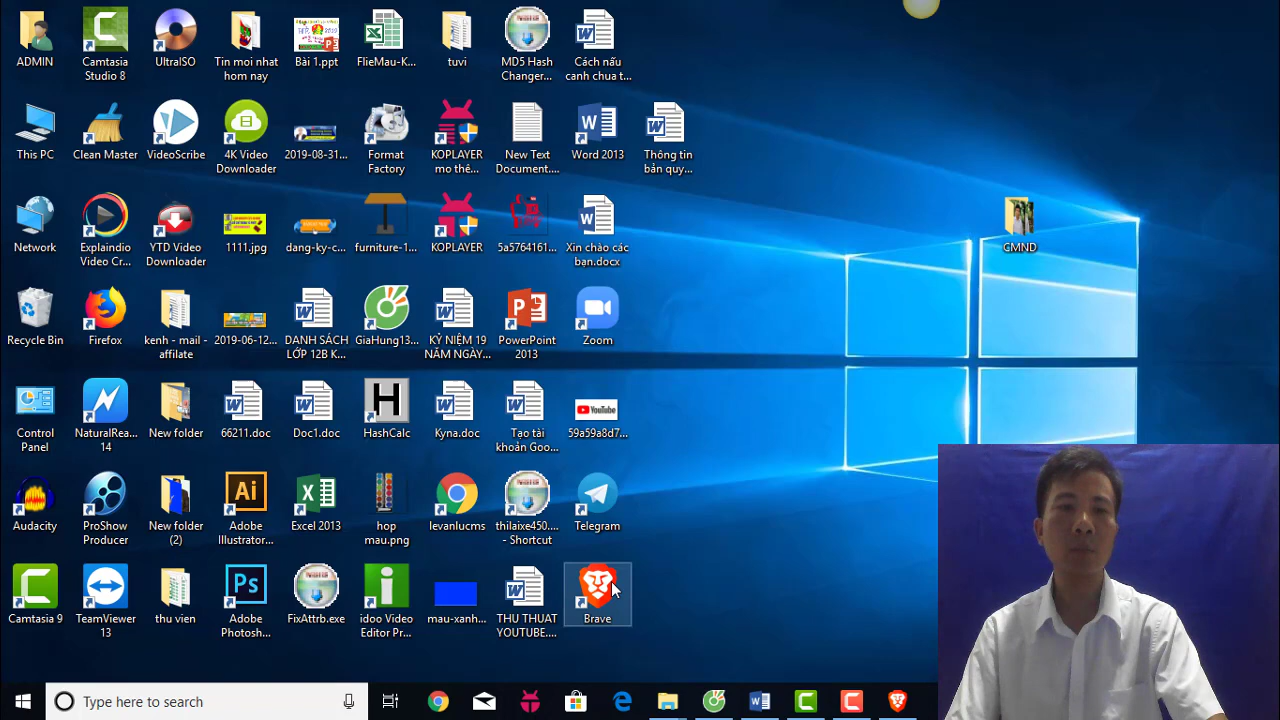 ADMIN
Camtasia
Studio 8
UltraISO
Tin moi nhat
hom nay
Bài 1.ppt
FlieMau-K...
tuvi
MD5 Hash
Changer...
Cách nấu
canh chua t...
This PC
Clean Master
VideoScribe
4K Video
Downloader
2019-08-31...
Format
Factory
KOPLAYER
mo thê...
New Text
Document....
Word 2013
Thông tin
bản quy...
Network
Explaindio
Video Cr...
YTD Video
Downloader
1111.jpg
dang-ky-c...
furniture-1...
KOPLAYER
5a5764161...
Xin chào các
bạn.docx
CMND
Recycle Bin
Firefox
kenh - mail -
affilate
2019-06-12...
DANH SÁCH
LỚP 12B K...
GiaHung13...
KỶ NIỆM 19
NĂM NGÀY...
PowerPoint
2013
Zoom
Control
Panel
NaturalRea...
14
New folder
66211.doc
Doc1.doc
H
HashCalc
Kyna.doc
Tạo tài
khoản Goo...
YouTube
59a59a8d7...
Audacity
ProShow
Producer
New folder
(2)
Ai
Adobe
Illustrator...
Excel 2013
hop
mau.png
levanlucms
thilaixe450....
- Shortcut
Telegram
Camtasia 9
TeamViewer
13
thu vien
Ps
Adobe
Photosh...
FixAttrb.exe
idoo Video
Editor Pr...
mau-xanh...
THU THUAT
YOUTUBE....
Brave
Type here to search